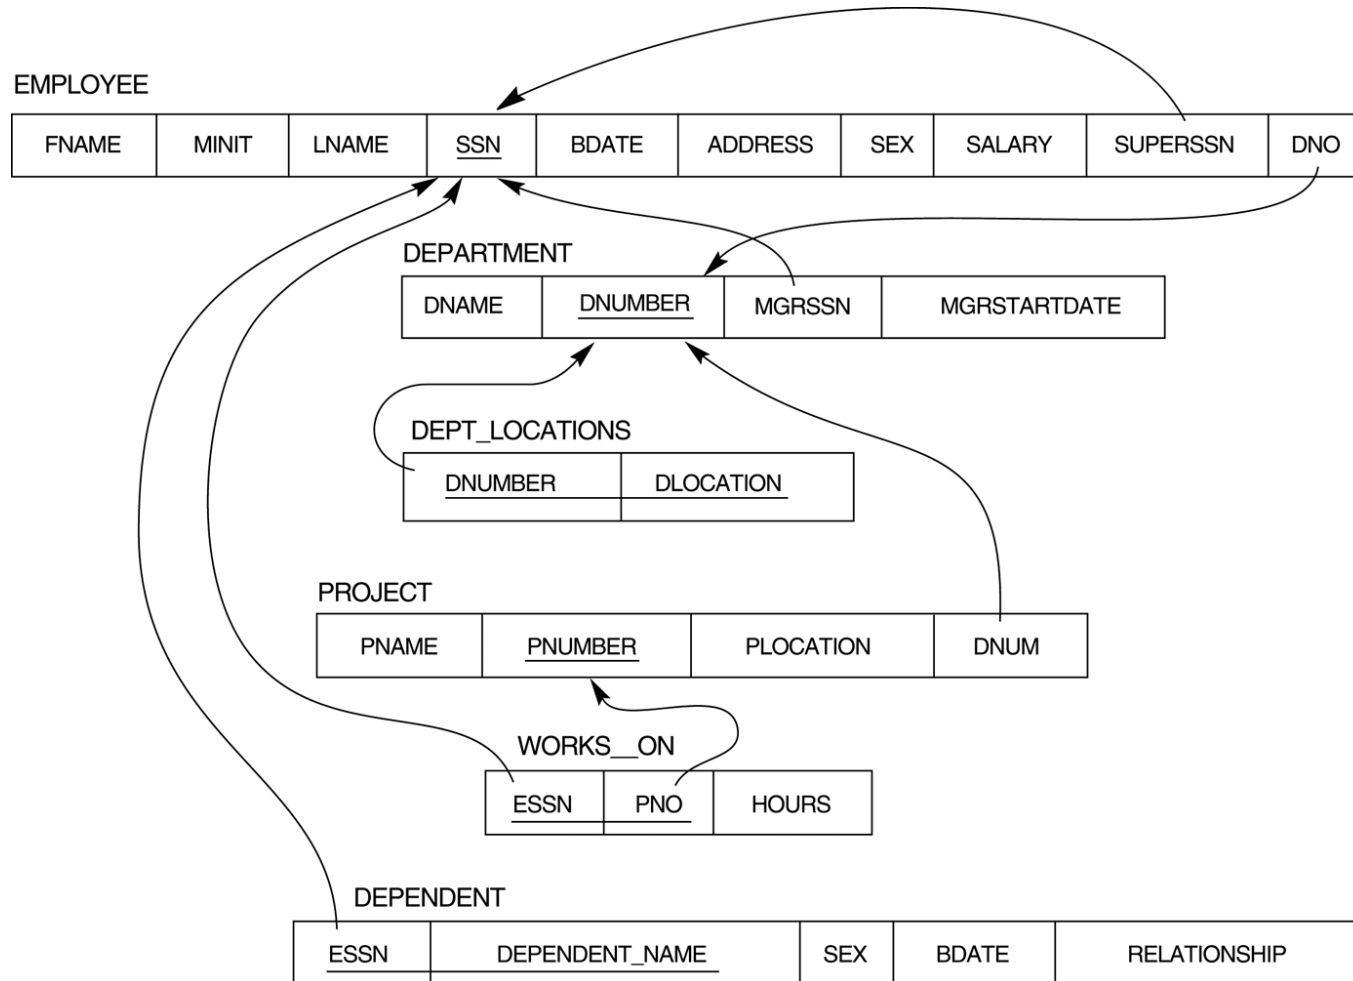 EMPLOYEE
FNAME MINIT LNAME SSN BDATE ADDRESS SEX SALARY SUPERSSN DNO
DEPARTMENT
DNAME DNUMBER MGRSSN MGRSTARTDATE
DEPT_LOCATIONS
DNUMBER DLOCATION
PROJECT
PNAME PNUMBER PLOCATION DNUM
WORKS__ON
ESSN PNO HOURS
DEPENDENT
ESSN DEPENDENT_NAME SEX BDATE RELATIONSHIP